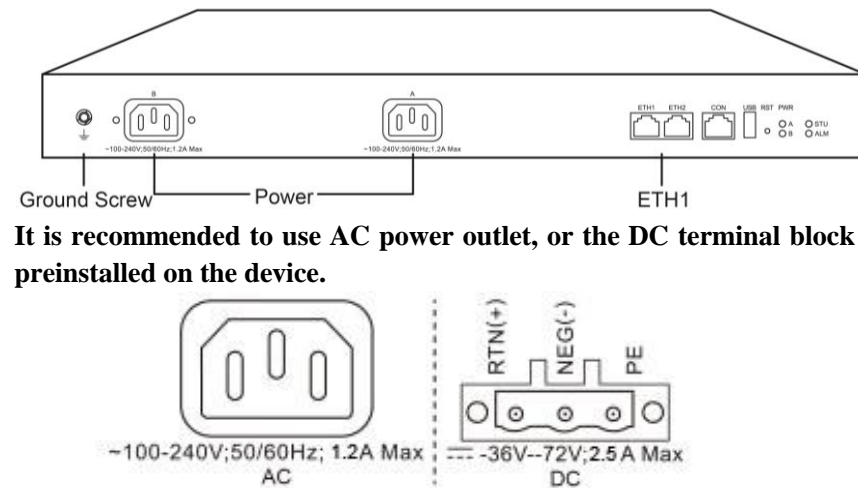 B
A
ETH1 ETH2 CON USB RST PWR
A STU
B ALM
~100-240V;50/60Hz;1.2A Max
~100-240V;50/60Hz;1.2A Max
Ground Screw
Power
ETH1
It is recommended to use AC power outlet, or the DC terminal block
preinstalled on the device.
RTN(+)
NEG(-)
PE
~100-240V;50/60Hz; 1.2A Max
AC
-36V--72V;2.5A Max
DC